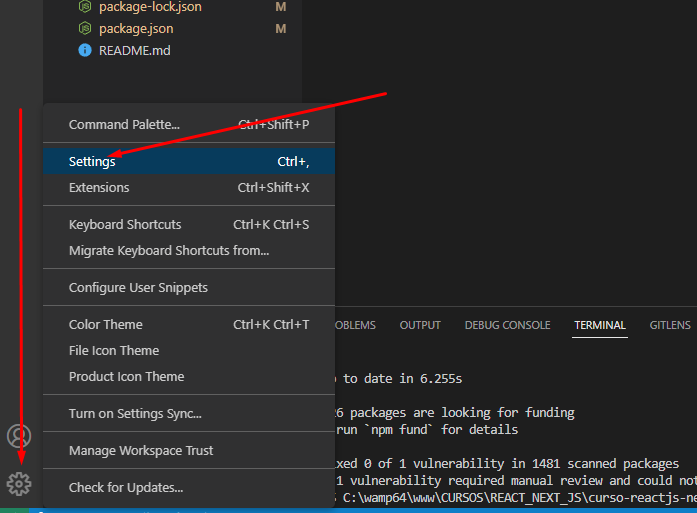 package-lock.json M
package.json M
README.md
Command Palette... Ctrl+Shift+P
Settings Ctrl+,
Extensions Ctrl+Shift+X
Keyboard Shortcuts Ctrl+K Ctrl+S
Migrate Keyboard Shortcuts from...
Configure User Snippets
Color Theme Ctrl+K Ctrl+T
File Icon Theme
Product Icon Theme
Turn on Settings Sync...
Manage Workspace Trust
Check for Updates...
OBLEMS OUTPUT DEBUG CONSOLE TERMINAL GITLENS
to date in 6.255s
26 packages are looking for funding
run `npm fund` for details
xed 0 of 1 vulnerability in 1481 scanned packages
1 vulnerability required manual review and could not
C:\wamp64\www\CURSOS\REACT_NEXT_JS\curso-reactjs-ne